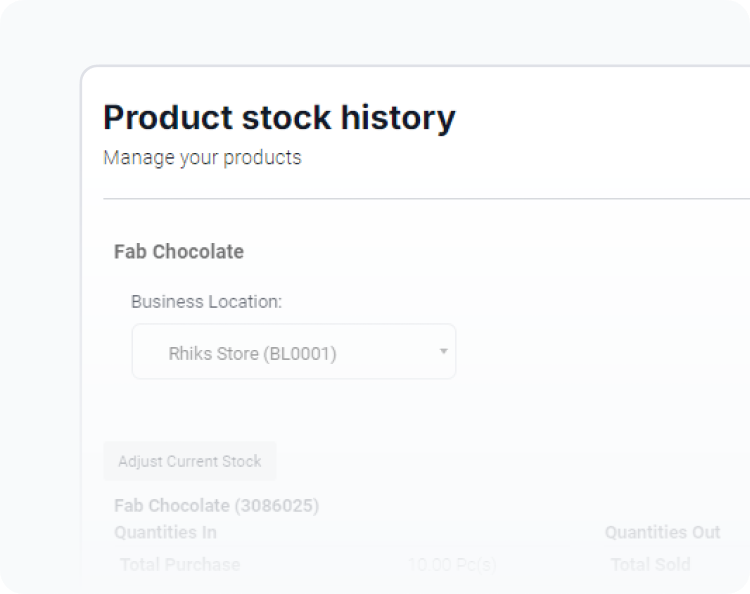 Product stock history
Manage your products
Fab Chocolate
Business Location:
Rhiks Store (BL0001)
Adjust Current Stock
Fab Chocolate (3086025)
Quantities In Quantities Out
Total Purchase 10.00 Pc(s) Total Sold